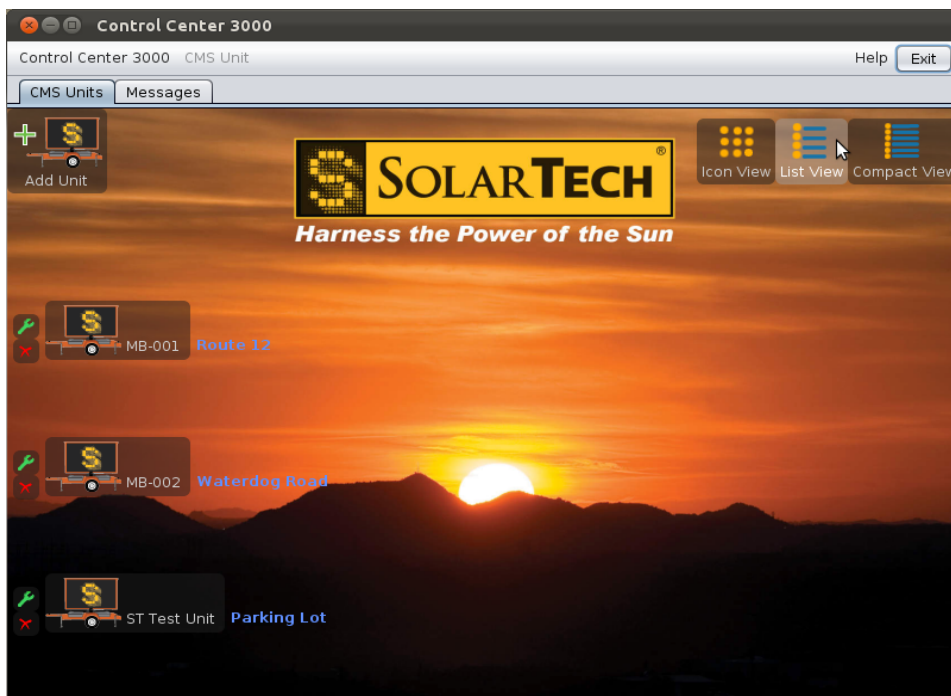 Control Center 3000
Control Center 3000 CMS Unit Help Exit
CMS Units Messages
Add Unit
S SOLARTECH®
Harness the Power of the Sun
Icon View List View Compact View
MB-001 Route 12
MB-002 Waterdog Road
ST Test Unit Parking Lot